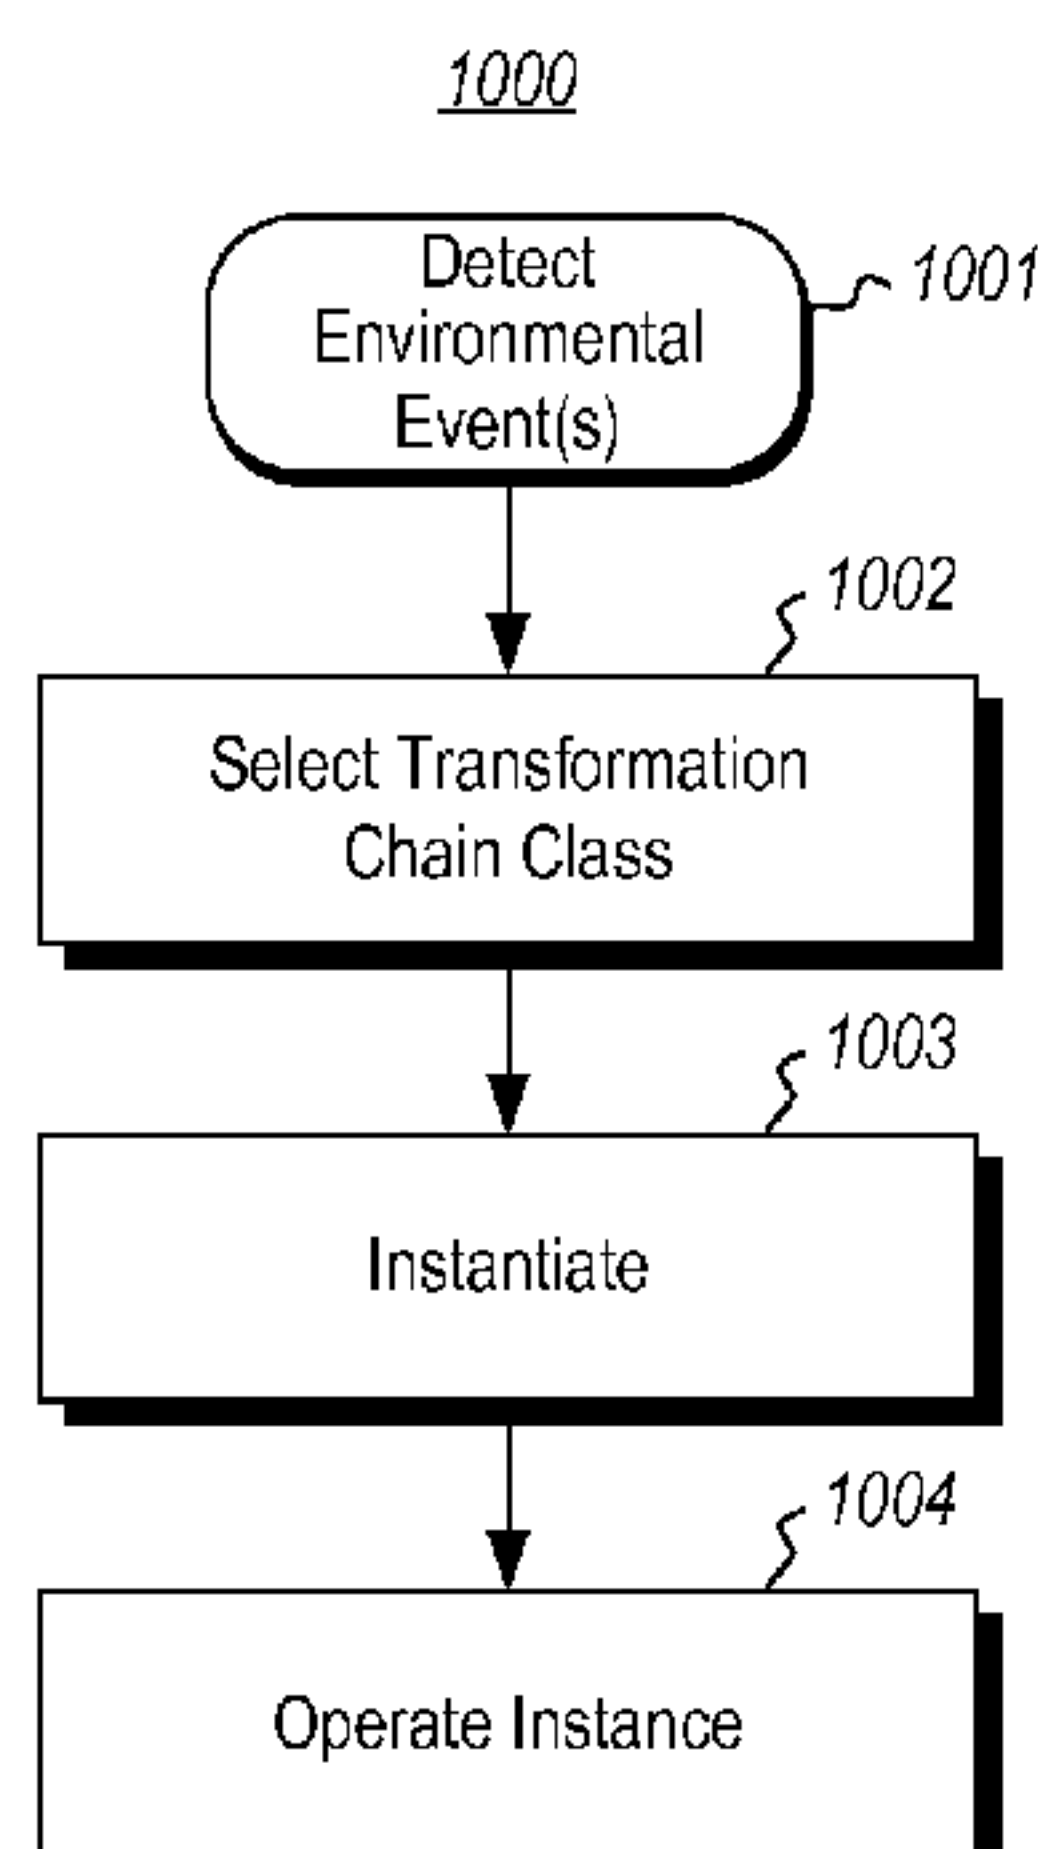 1000
Detect
Environmental
Event(s)
1001
1002
Select Transformation
Chain Class
1003
Instantiate
1004
Operate Instance